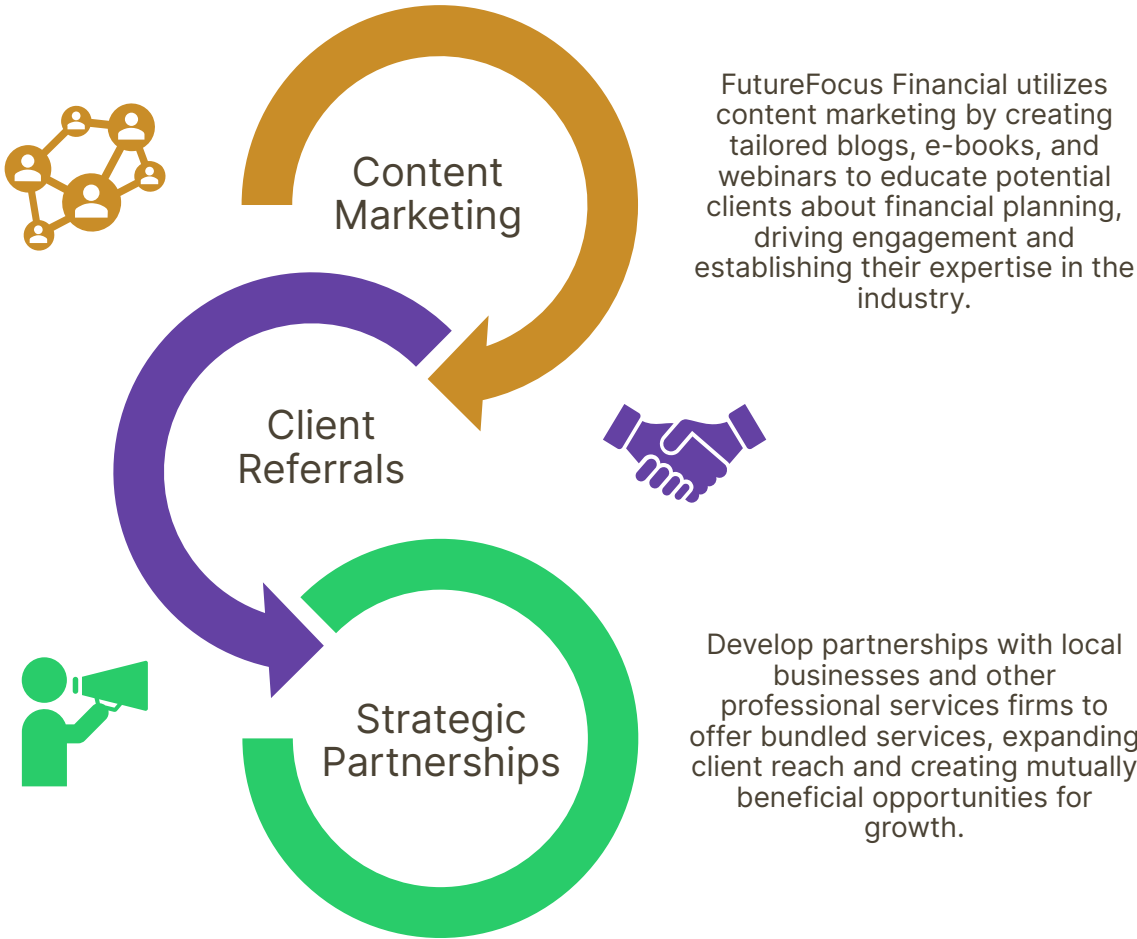 Content
Marketing
FutureFocus Financial utilizes
content marketing by creating
tailored blogs, e-books, and
webinars to educate potential
clients about financial planning,
driving engagement and
establishing their expertise in the
industry.
Client
Referrals
Strategic
Partnerships
Develop partnerships with local
businesses and other
professional services firms to
offer bundled services, expanding
client reach and creating mutually
beneficial opportunities for
growth.